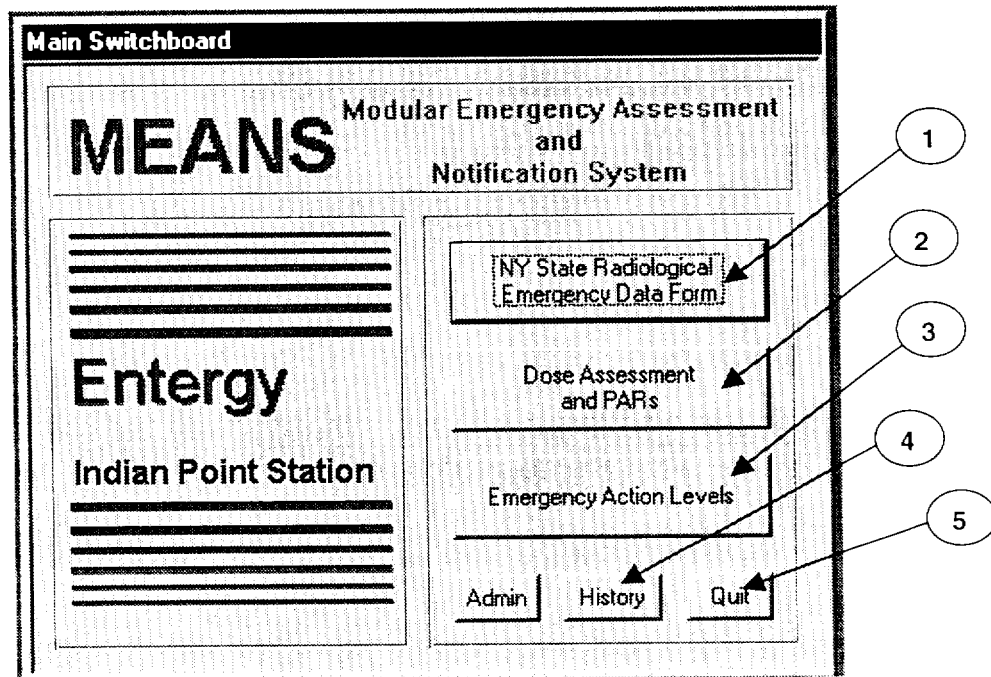 Main Switchboard
MEANS
Modular Emergency Assessment
and
Notification System
Entergy
Indian Point Station
NY State Radiological
Emergency Data Form
Dose Assessment
and PARs
Emergency Action Levels
Admin
History
Quit
1
2
3
4
5